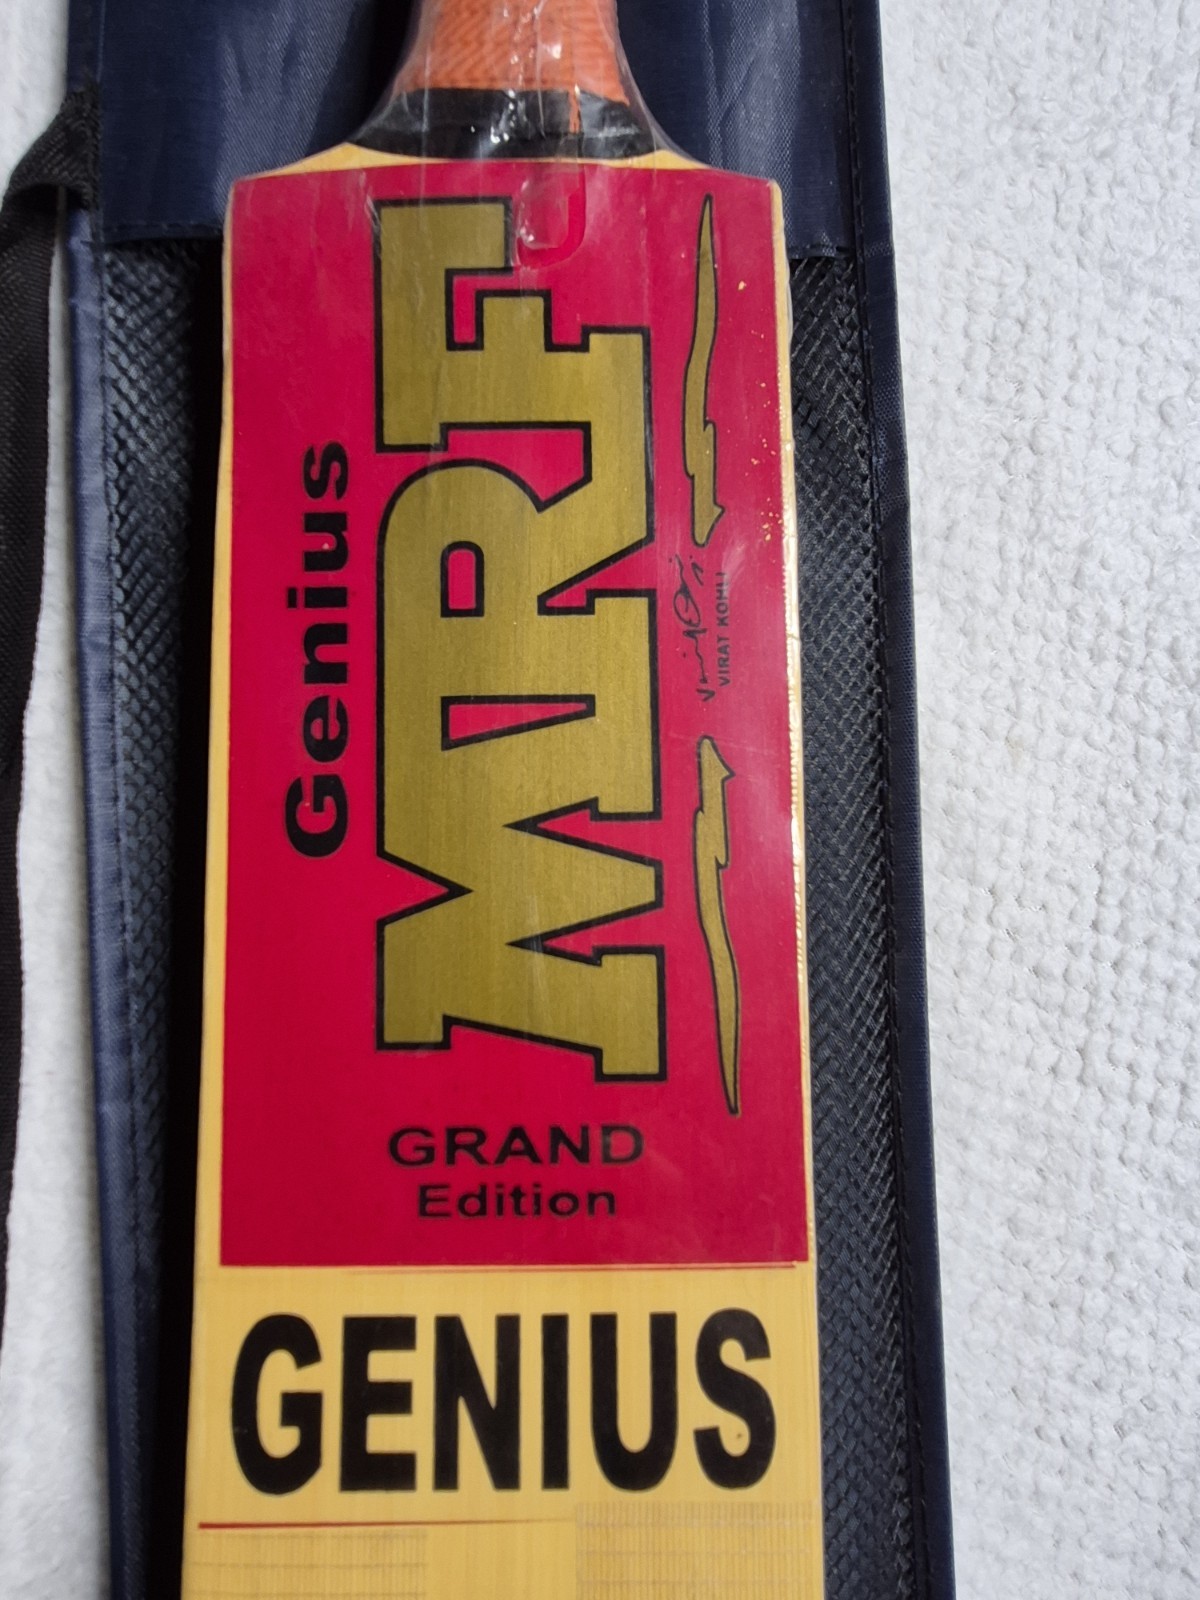 Genius
MRF
VIRAT KOHLI
GRAND
Edition
GENIUS